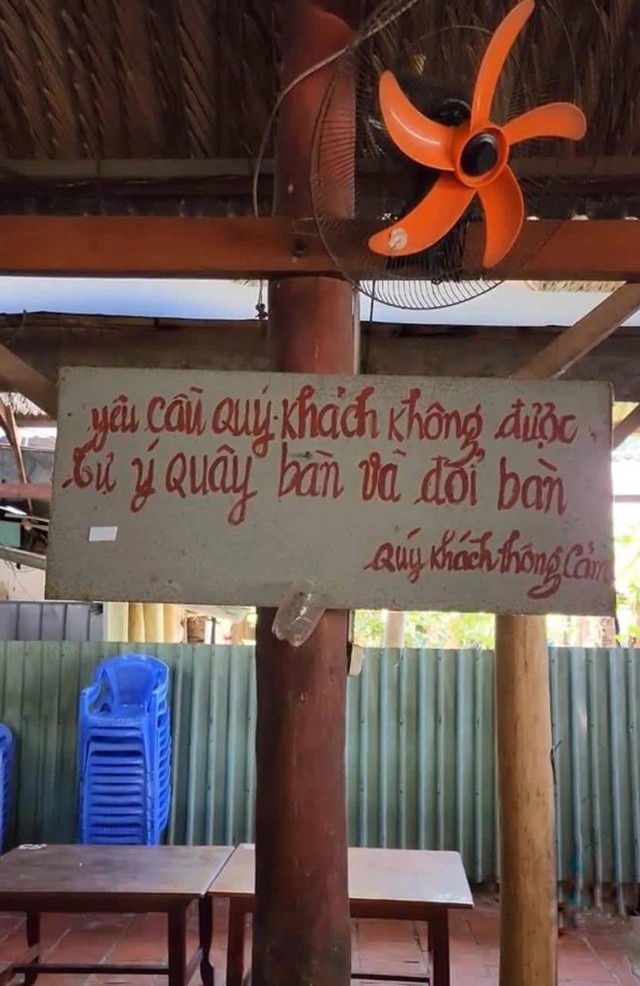 yêu cầu quý khách không được
tự ý quây bàn và đổi bàn
quý khách thông cảm